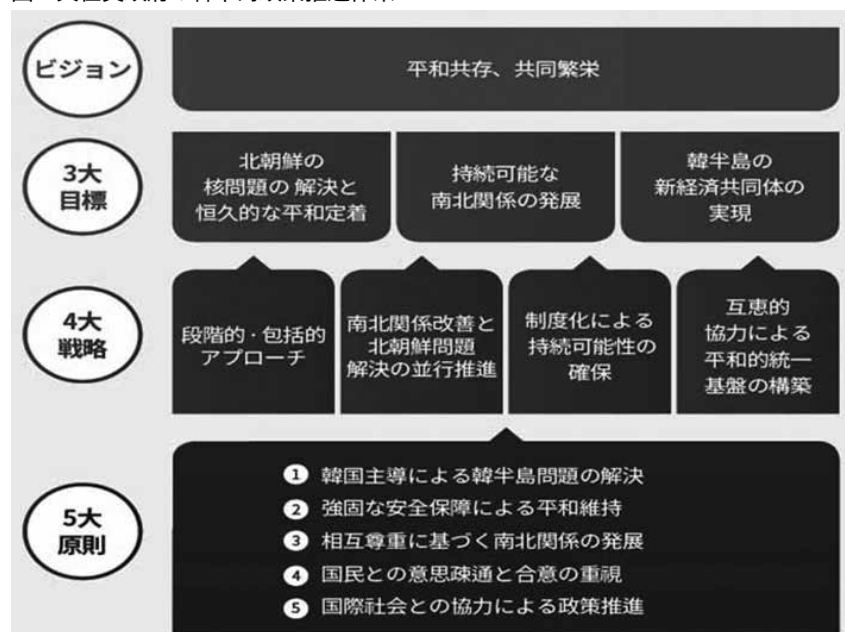 ビジョン
平和共存、共同繁栄
3大
目標
北朝鮮の
核問題の 解決と
恒久的な平和定着
持続可能な
南北関係の発展
韓半島の
新経済共同体の
実現
4大
戦略
段階的·包括的
アプローチ
南北関係改善と
北朝鮮問題
解決の並行推進
制度化による
持続可能性の
確保
互恵的
協力による
平和的統一
基盤の構築
5大
原則
1 韓国主導による韓半島問題の解決
2 強固な安全保障による平和維持
3 相互尊重に基づく南北関係の発展
4 国民との意思疎通と合意の重視
5 国際社会との協力による政策推進